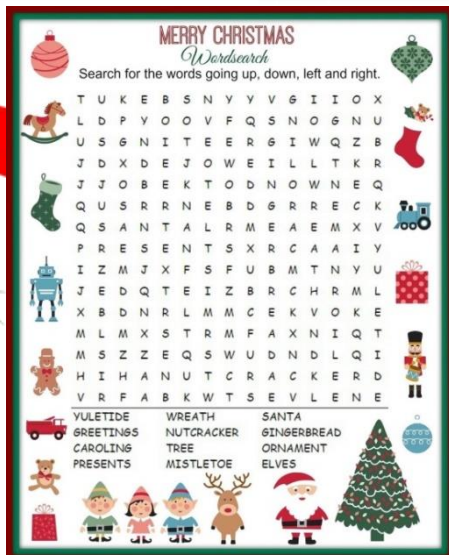 MERRY CHRISTMAS
Wordsearch
Search for the words going up, down, left and right.
T U K E B S N Y Y V G I I O X
L D P Y O O V F Q S N O G N U
U S G N I T E E R G I W Q Z B
J D X D E J O W E I L L T K R
J J O B E K T O D N O W N E Q
Q U S R R N E B D G R R E C K
Q S A N T A L R M E A E M X V
P R E S E N T S X R C A A I Y
I Z M J X F S F U B M T N Y U
J E D Q T E I Z B R C H R M L
X B D N R L M M C E K V O K E
M L M X S T R M F A X N I Q T
M S Z Z E Q S W U D N D L Q I
H I H A N U T C R A C K E R D
V R F A B K W T S E V L E N E
YULETIDE WREATH SANTA
GREETINGS NUTCRACKER GINGERBREAD
CAROLING TREE ORNAMENT
PRESENTS MISTLETOE ELVES